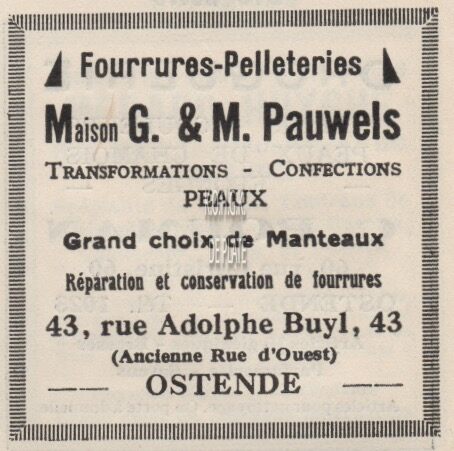 Fourrures-Pelleteries
Maison G. & M. Pauwels
TRANSFORMATIONS - CONFECTIONS
PEAUX
Grand choix de Manteaux
Réparation et conservation de fourrures
43, rue Adolphe Buyl, 43
(Ancienne Rue d'Ouest)
OSTENDE